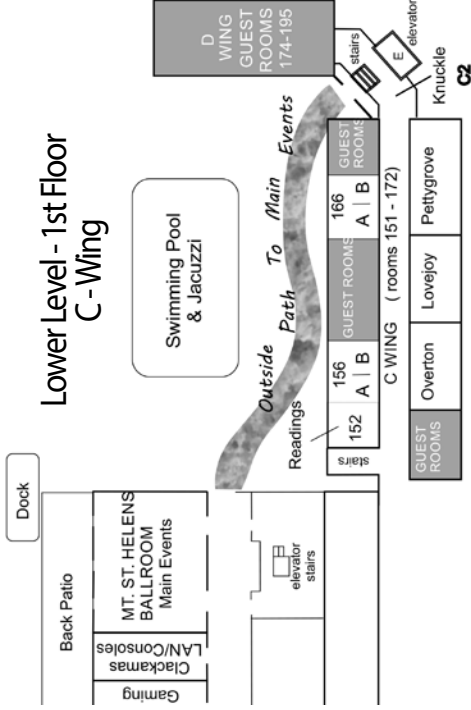 Lower Level - 1st Floor
C - Wing
Dock
Back Patio
MT. ST. HELENS
BALLROOM
Main Events
Clackamas
LAN/Consoles
Gaming
elevator
stairs
Swimming Pool
& Jacuzzi
Outside Path To Main Events
Readings
stairs
152
156
A | B
GUEST ROOMS
166
A | B
GUEST
ROOMS
C WING ( rooms 151 - 172)
GUEST
ROOMS
Overton
Lovejoy
Pettygrove
D
WING
GUEST
ROOMS
174-195
stairs
E
elevator
Knuckle
C2